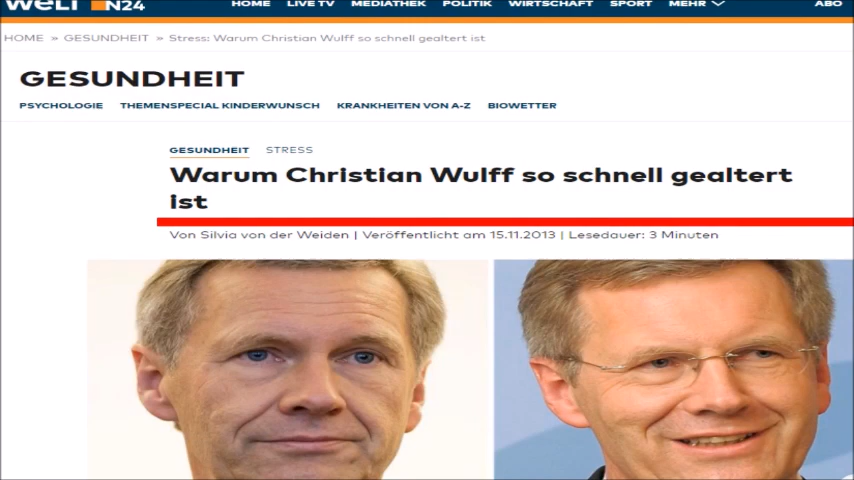 welt N24 HOME LIVE TV MEDIATHEK POLITIK WIRTSCHAFT SPORT MEHR ABO
HOME » GESUNDHEIT » Stress: Warum Christian Wulff so schnell gealtert ist
GESUNDHEIT
PSYCHOLOGIE THEMENSPECIAL KINDERWUNSCH KRANKHEITEN VON A-Z BIOWETTER
GESUNDHEIT STRESS
Warum Christian Wulff so schnell gealtert
ist
Von Silvia von der Weiden | Veröffentlicht am 15.11.2013 | Lesedauer: 3 Minuten